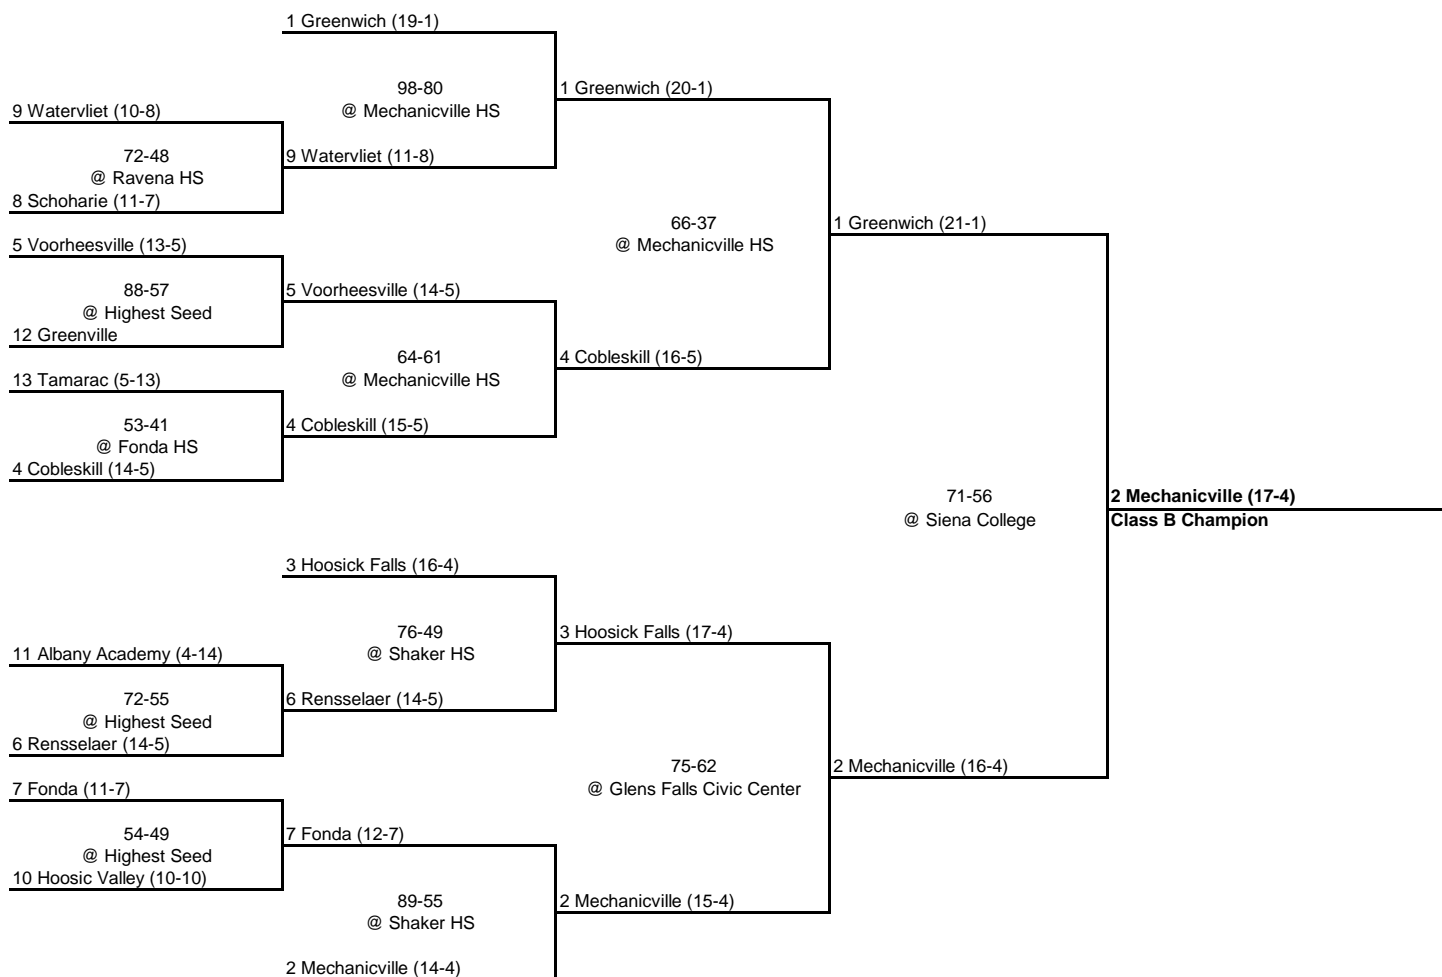 1 Greenwich (19-1)
98-80
@ Mechanicville HS
1 Greenwich (20-1)
9 Watervliet (10-8)
72-48
@ Ravena HS
9 Watervliet (11-8)
8 Schoharie (11-7)
66-37
@ Mechanicville HS
1 Greenwich (21-1)
5 Voorheesville (13-5)
88-57
@ Highest Seed
5 Voorheesville (14-5)
12 Greenville
64-61
@ Mechanicville HS
4 Cobleskill (16-5)
13 Tamarac (5-13)
53-41
@ Fonda HS
4 Cobleskill (15-5)
4 Cobleskill (14-5)
71-56
@ Siena College
2 Mechanicville (17-4)
Class B Champion
3 Hoosick Falls (16-4)
76-49
@ Shaker HS
3 Hoosick Falls (17-4)
11 Albany Academy (4-14)
72-55
@ Highest Seed
6 Rensselaer (14-5)
6 Rensselaer (14-5)
75-62
@ Glens Falls Civic Center
2 Mechanicville (16-4)
7 Fonda (11-7)
54-49
@ Highest Seed
7 Fonda (12-7)
10 Hoosic Valley (10-10)
89-55
@ Shaker HS
2 Mechanicville (15-4)
2 Mechanicville (14-4)